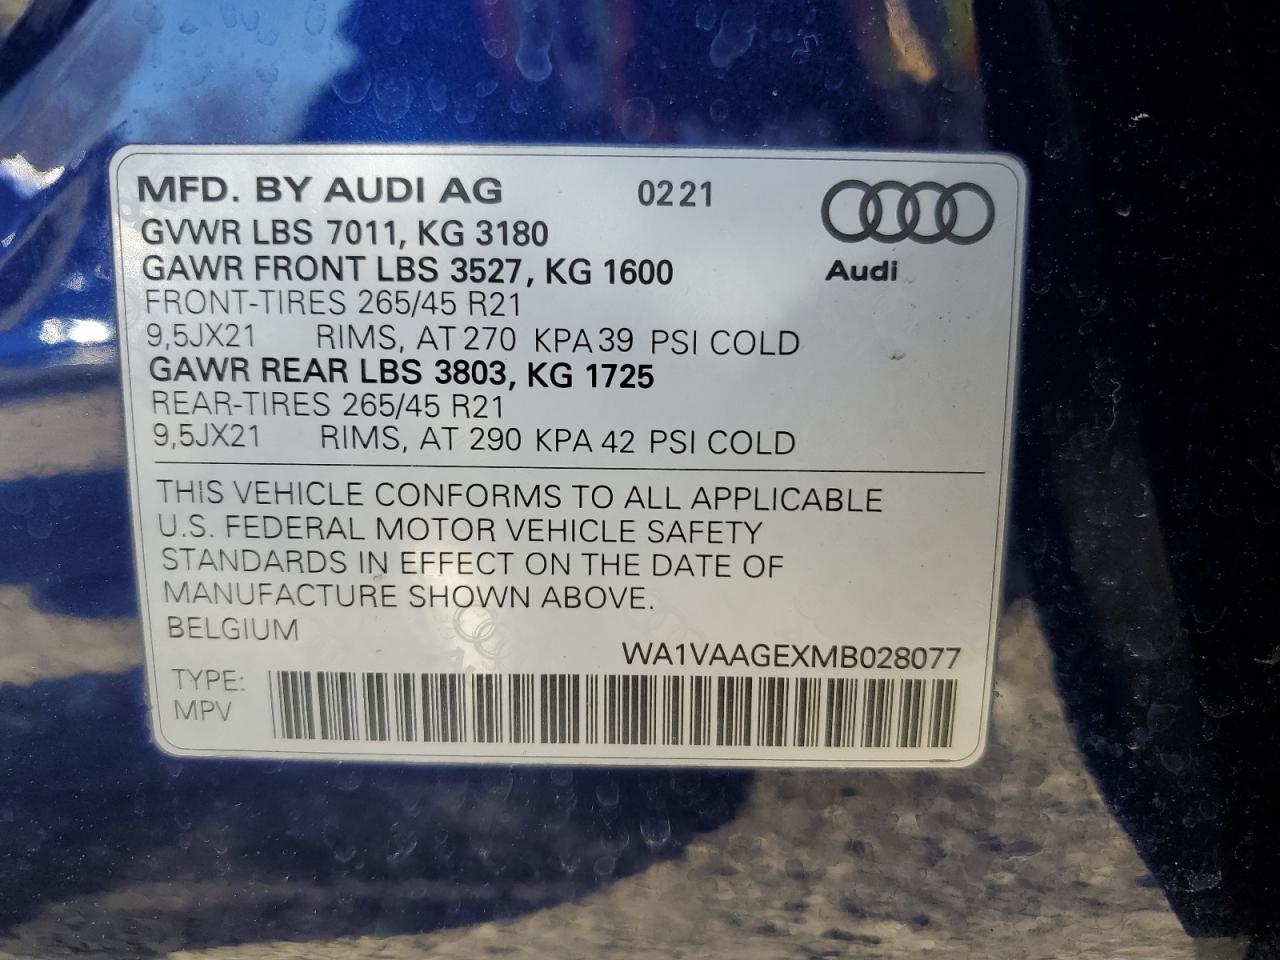 MFD. BY AUDI AG 0221
GVWR LBS 7011, KG 3180
GAWR FRONT LBS 3527, KG 1600
Audi
FRONT-TIRES 265/45 R21
9,5JX21 RIMS, AT 270 KPA 39 PSI COLD
GAWR REAR LBS 3803, KG 1725
REAR-TIRES 265/45 R21
9,5JX21 RIMS, AT 290 KPA 42 PSI COLD
THIS VEHICLE CONFORMS TO ALL APPLICABLE
U.S. FEDERAL MOTOR VEHICLE SAFETY
STANDARDS IN EFFECT ON THE DATE OF
MANUFACTURE SHOWN ABOVE.
BELGIUM
WA1VAAGEXMB028077
TYPE:
MPV